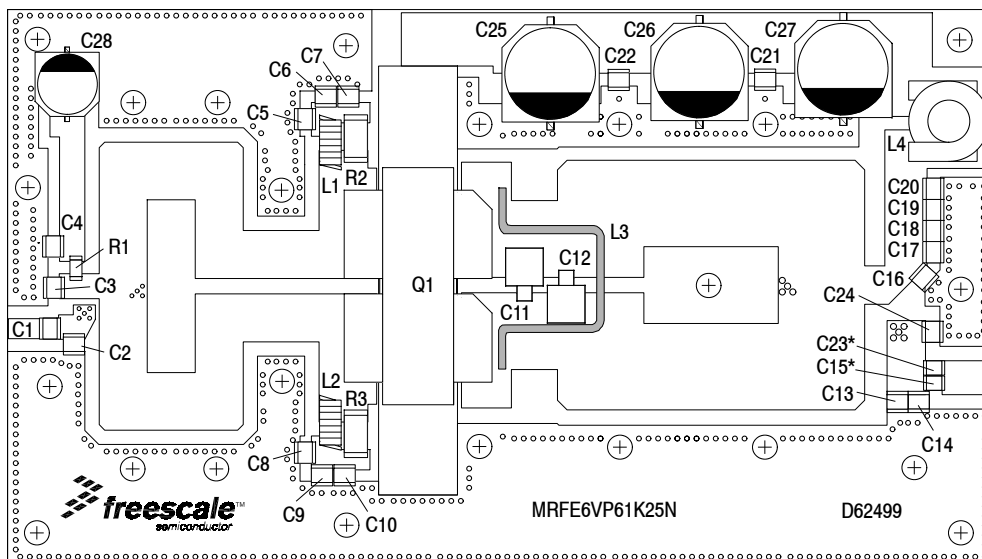 C28
C25
C26
C27
C7
C6
C22
C21
C5
L4
L1
R2
C20
C19
C4
C18
L3
R1
C17
C12
C16
C3
Q1
C24
C11
C1
C2
C23*
C15*
L2
C13
R3
C14
C8
freescale™
semiconductor
C9
C10
MRFE6VP61K25N
D62499